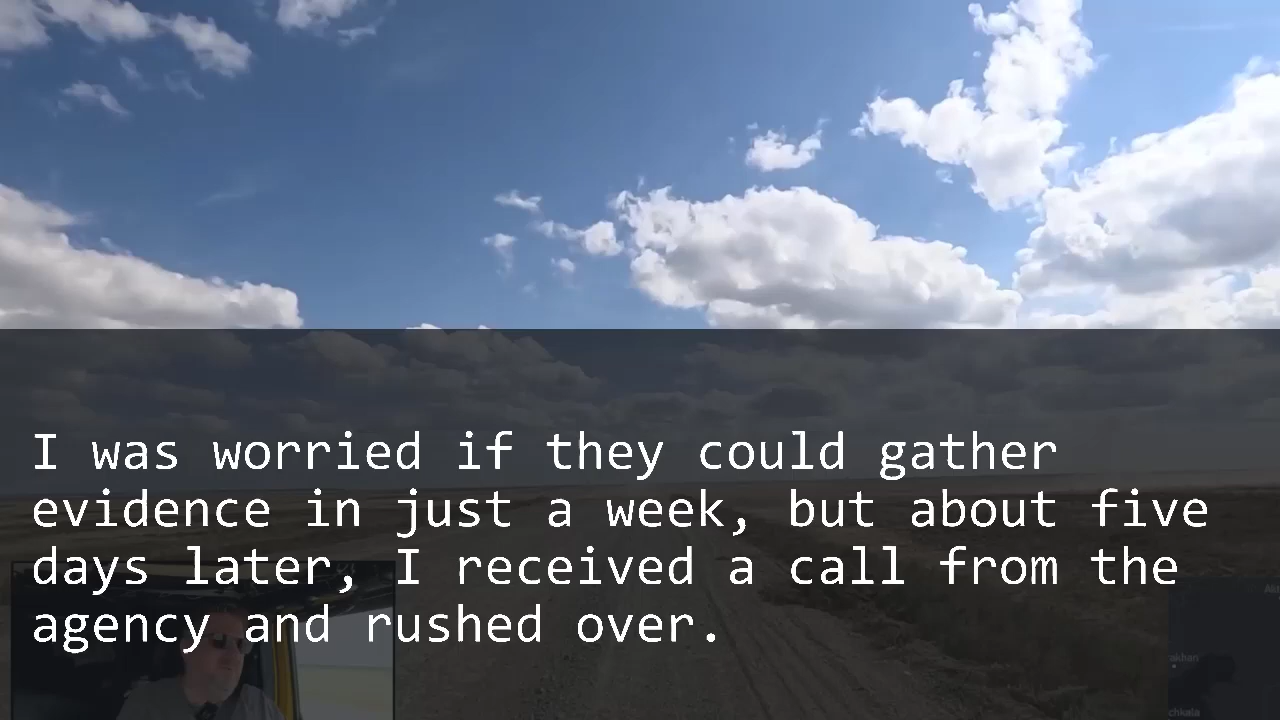 I was worried if they could gather
evidence in just a week, but about five
days later, I received a call from the
agency and rushed over.